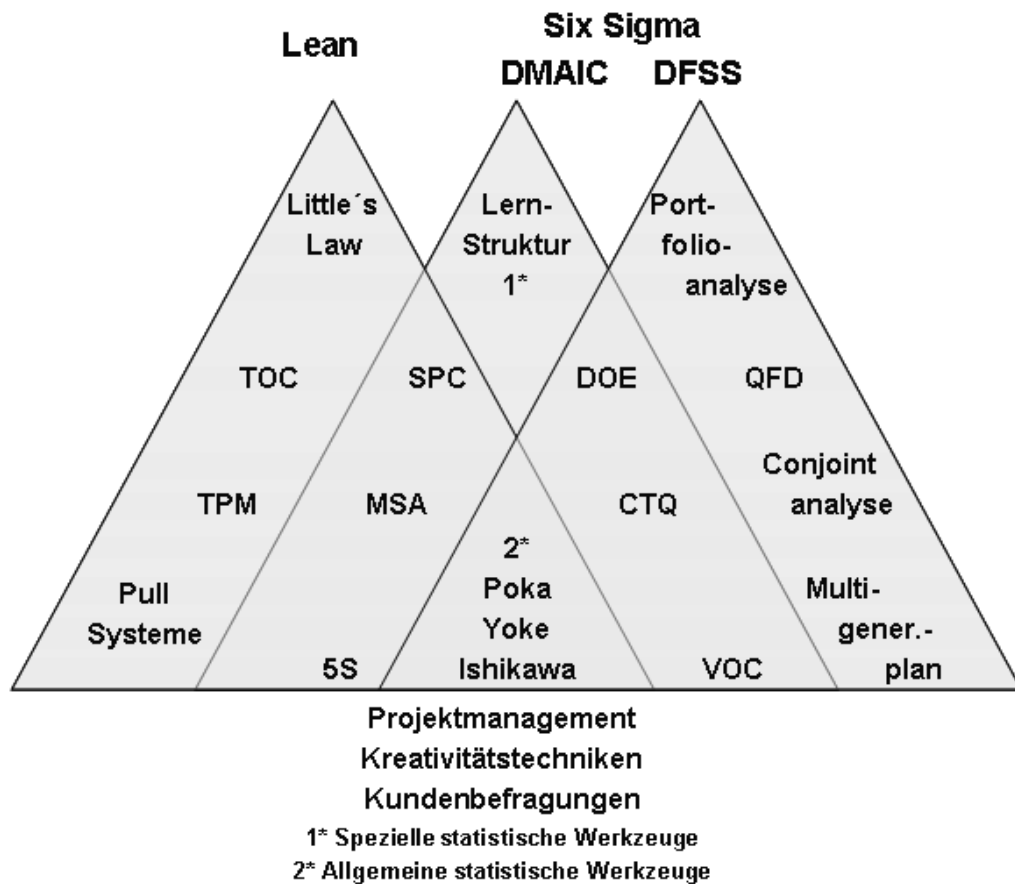 Six Sigma
Lean
DMAIC DFSS
Little´s
Law
Lern-
Struktur
1*
Port-
folio-
analyse
TOC SPC DOE QFD
Conjoint
analyse
TPM MSA CTQ
2*
Poka
Yoke
Ishikawa
Pull
Systeme
Multi-
gener.-
plan
5S
VOC
Projektmanagement
Kreativitätstechniken
Kundenbefragungen
1* Spezielle statistische Werkzeuge
2* Allgemeine statistische Werkzeuge